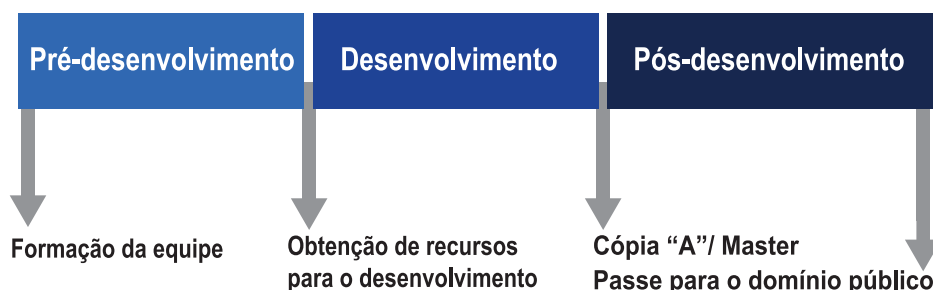 Pré-desenvolvimento
Desenvolvimento
Pós-desenvolvimento
Formação da equipe
Obtenção de recursos
para o desenvolvimento
Cópia “A”/ Master
Passe para o domínio público